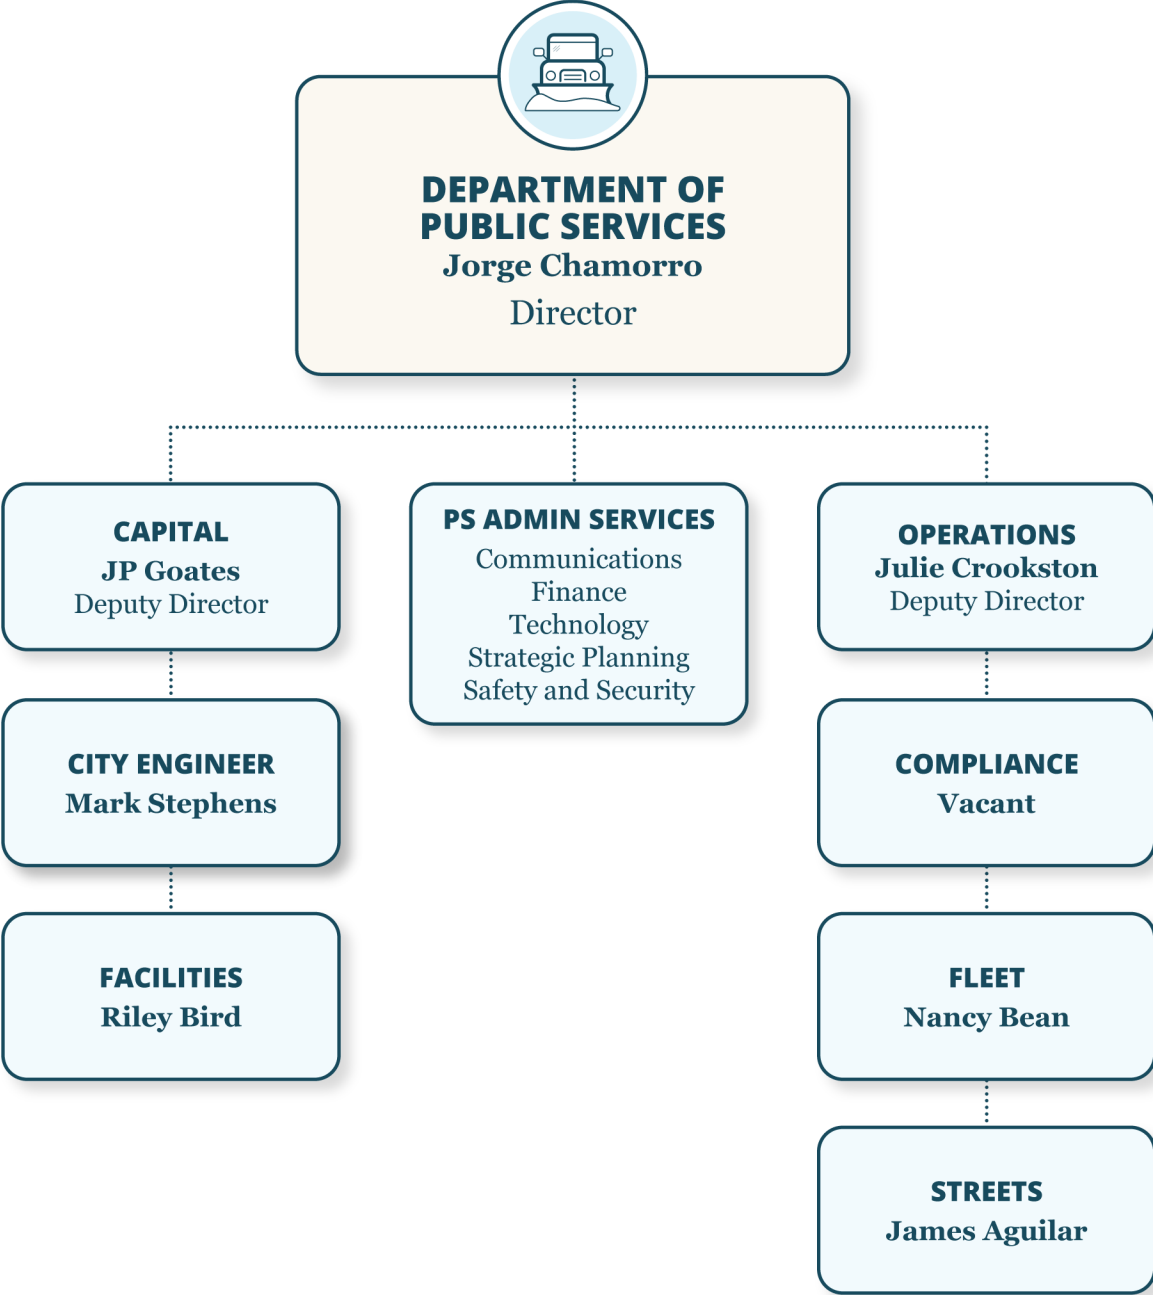 DEPARTMENT OF
PUBLIC SERVICES
Jorge Chamorro
Director
CAPITAL
JP Goates
Deputy Director
PS ADMIN SERVICES
Communications
Finance
Technology
Strategic Planning
Safety and Security
OPERATIONS
Julie Crookston
Deputy Director
CITY ENGINEER
Mark Stephens
COMPLIANCE
Vacant
FACILITIES
Riley Bird
FLEET
Nancy Bean
STREETS
James Aguilar